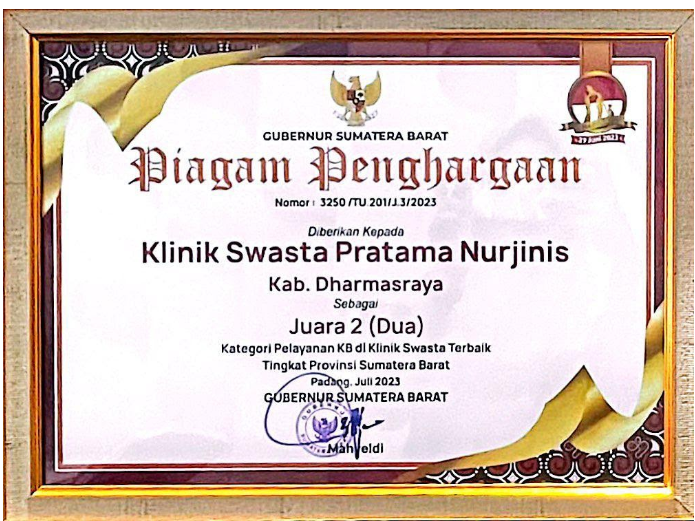 GUBERNUR SUMATERA BARAT
Piagam Penghargaan
Nomor : 3250 /TU.201/J.3/2023
Diberikan Kepada
Klinik Swasta Pratama Nurjinis
Kab. Dharmasraya
Sebagai
Juara 2 (Dua)
Kategori Pelayanan KB di Klinik Swasta Terbaik
Tingkat Provinsi Sumatera Barat
Padang, Juli 2023
GUBERNUR SUMATERA BARAT
Mahyeldi
29 Juni 2023